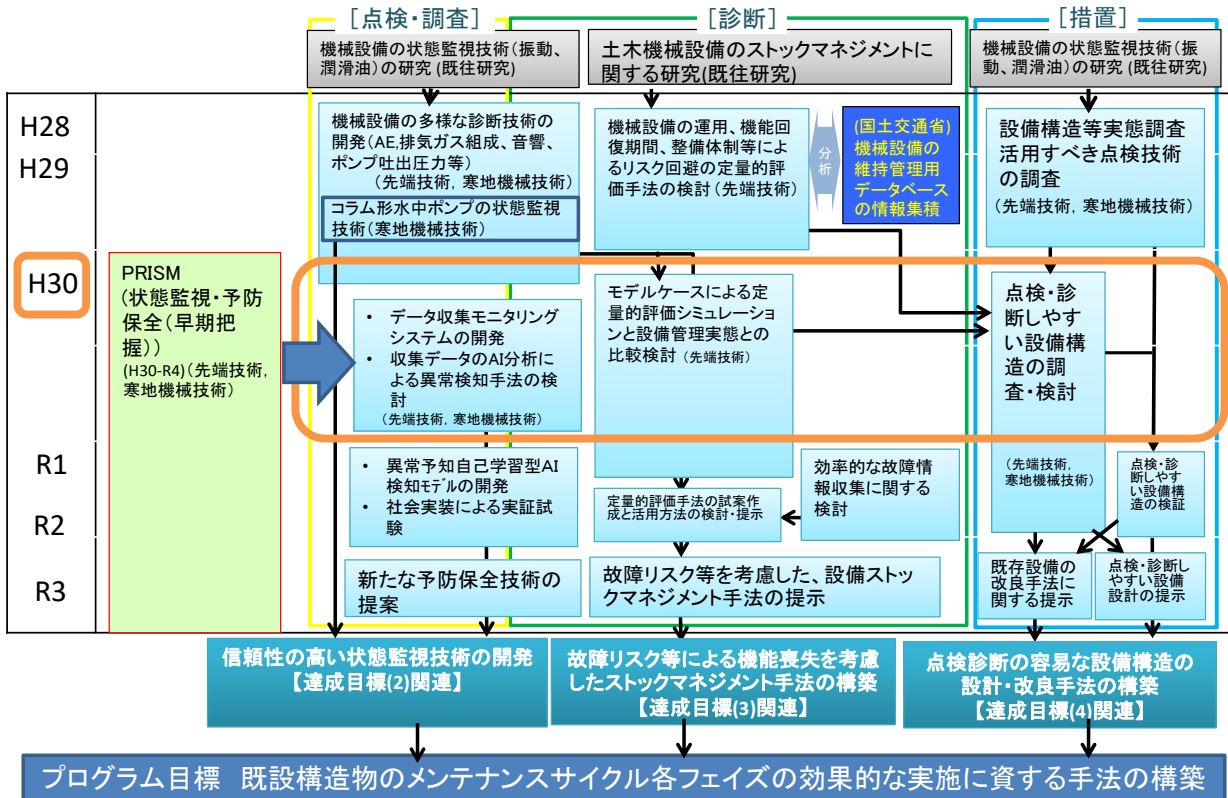 [点検・調査]
[診断]
[措置]
機械設備の状態監視技術(振動、
潤滑油)の研究 (既往研究)
土木機械設備のストックマネジメントに
関する研究(既往研究)
機械設備の状態監視技術(振
動、潤滑油)の研究 (既往研究)
H28
H29
H30
R1
R2
R3
PRISM
(状態監視・予防
保全(早期把
握))
(H30-R4)(先端技術,
寒地機械技術)
機械設備の多様な診断技術の
開発(AE,排気ガス組成、音響、
ポンプ吐出圧力等)
(先端技術, 寒地機械技術)
コラム形水中ポンプの状態監視
技術(寒地機械技術)
• データ収集モニタリング
システムの開発
• 収集データのAI分析に
よる異常検知手法の検
討
(先端技術, 寒地機械技術)
• 異常予知自己学習型AI
検知モデルの開発
• 社会実装による実証試
験
新たな予防保全技術の
提案
機械設備の運用、機能回
復期間、整備体制等に
よるリスク回避の定量的評
価手法の検討 (先端技術)
分析
(国土交通省)
機械設備の
維持管理用
データベース
の情報集積
モデルケースによる定
量的評価シミュレーショ
ンと設備管理実態との
比較検討 (先端技術)
定量的評価手法の試案作
成と活用方法の検討・提示
効率的な故障情
報収集に関する
検討
故障リスク等を考慮した、設備ストッ
クマネジメント手法の提示
設備構造等実態調査
活用すべき点検技術
の調査
(先端技術, 寒地機械技術)
点検・診
断しやす
い設備構
造の調
査・検討
(先端技術,
寒地機械技術)
点検・診
断しやす
い設備構
造の検証
既存設備の
改良手法に
関する提示
点検・診断し
やすい設備
設計の提示
信頼性の高い状態監視技術の開発
【達成目標(2)関連】
故障リスク等による機能喪失を考慮
したストックマネジメント手法の構築
【達成目標(3)関連】
点検診断の容易な設備構造の
設計・改良手法の構築
【達成目標(4)関連】
プログラム目標 既設構造物のメンテナンスサイクル各フェイズの効果的な実施に資する手法の構築